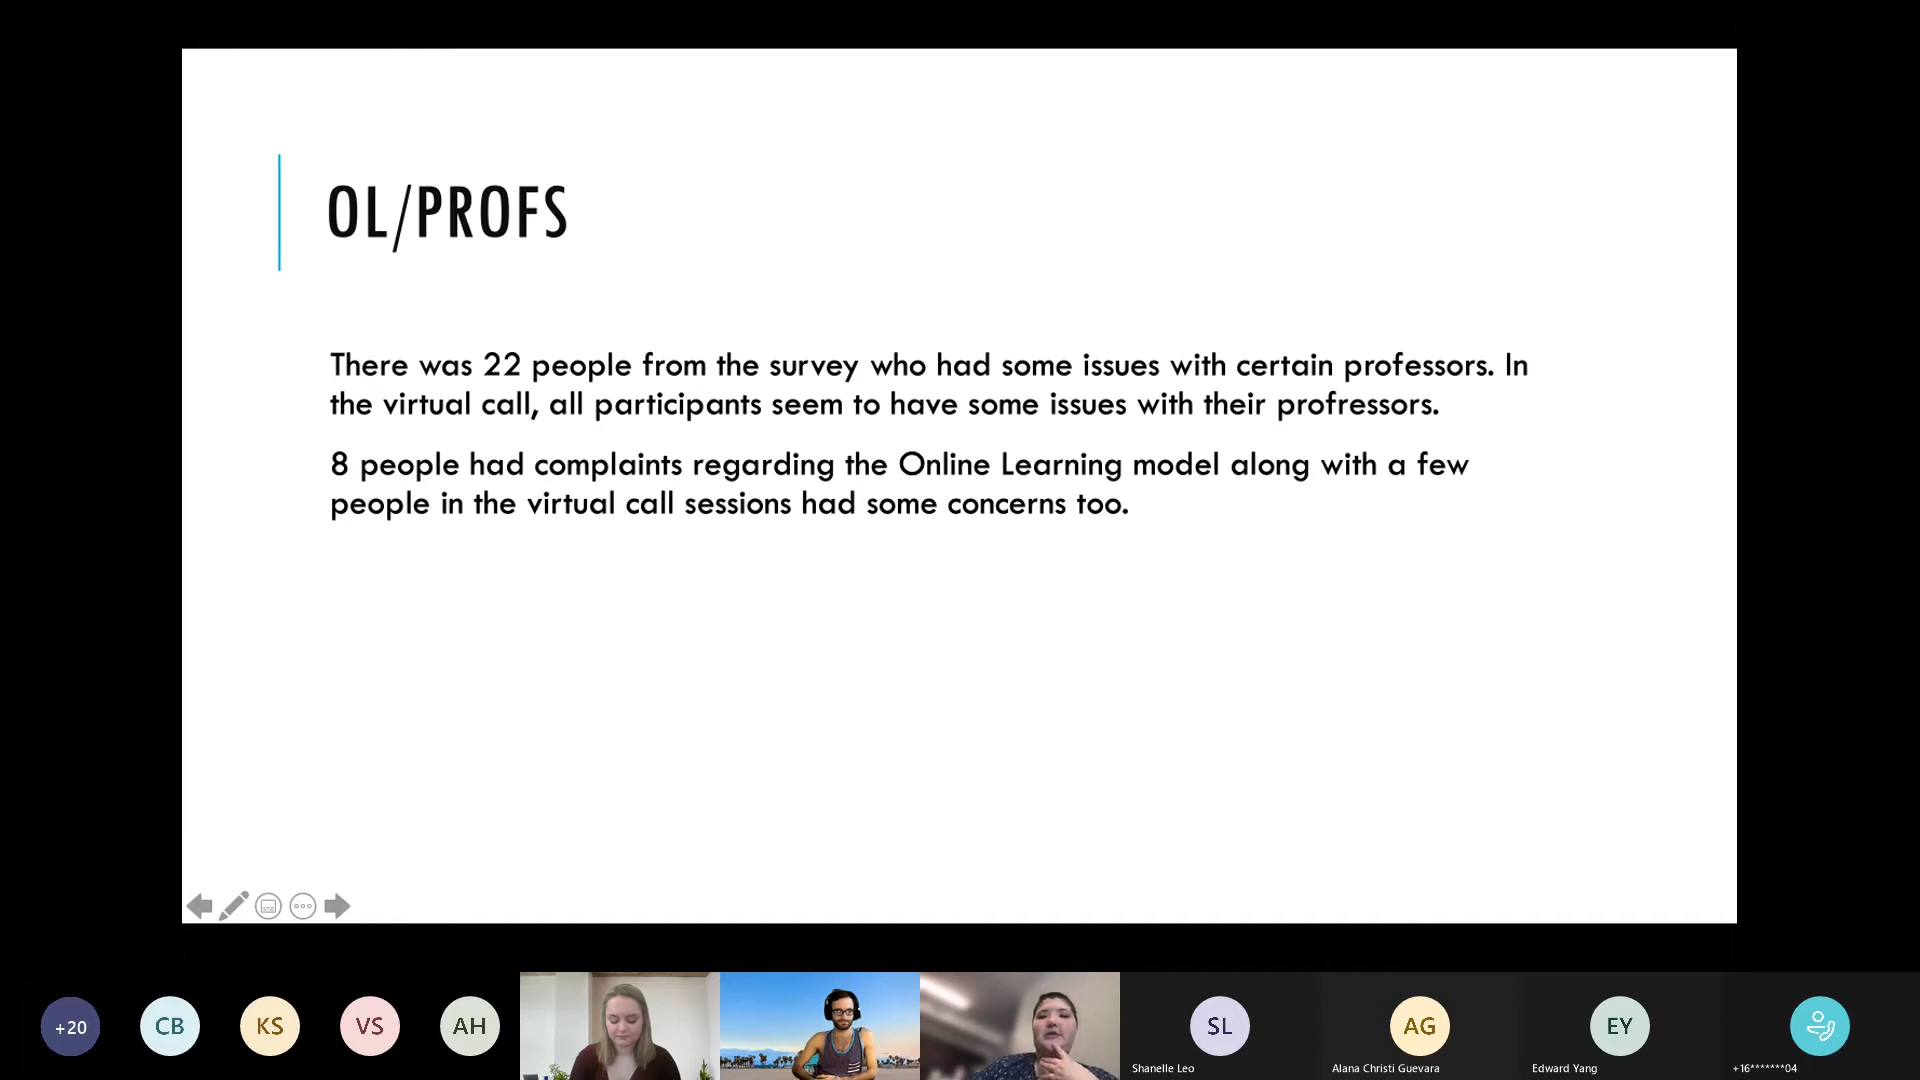 OL/PROFS
There was 22 people from the survey who had some issues with certain professors. In
the virtual call, all participants seem to have some issues with their profressors.
8 people had complaints regarding the Online Learning model along with a few
people in the virtual call sessions had some concerns too.
+20
CB
KS
VS
AH
SL
AG
EY
Shanelle Leo
Alana Christi Guevara
Edward Yang
+16*******04